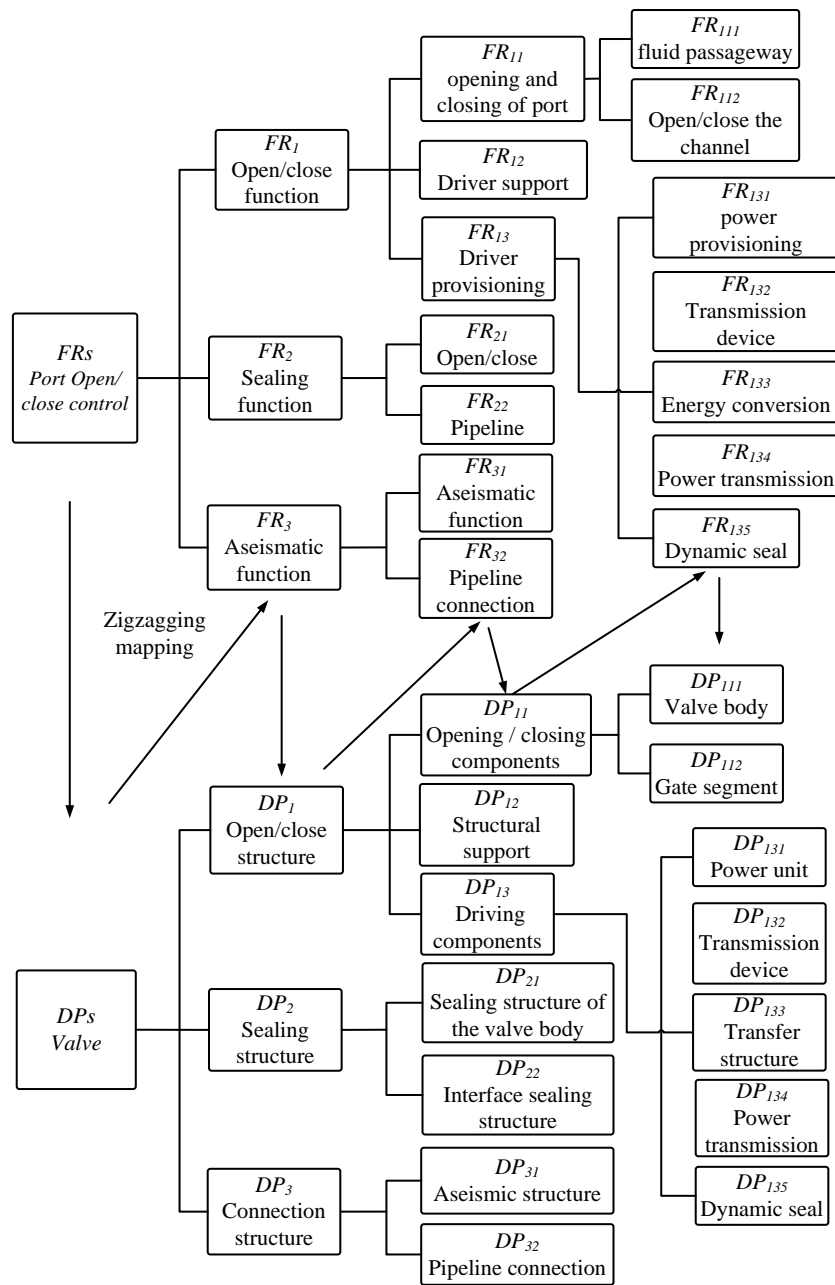 FRs
Port Open/
close control
FR1
Open/close
function
FR2
Sealing
function
FR3
Aseismatic
function
FR11
opening and
closing of port
FR12
Driver support
FR13
Driver
provisioning
FR21
Open/close
FR22
Pipeline
FR31
Aseismatic
function
FR32
Pipeline
connection
FR111
fluid passageway
FR112
Open/close the
channel
FR131
power
provisioning
FR132
Transmission
device
FR133
Energy conversion
FR134
Power transmission
FR135
Dynamic seal
Zigzagging
mapping
DPs
Valve
DP1
Open/close
structure
DP2
Sealing
structure
DP3
Connection
structure
DP11
Opening / closing
components
DP12
Structural
support
DP13
Driving
components
DP21
Sealing structure of
the valve body
DP22
Interface sealing
structure
DP31
Aseismic structure
DP32
Pipeline connection
DP111
Valve body
DP112
Gate segment
DP131
Power unit
DP132
Transmission
device
DP133
Transfer
structure
DP134
Power
transmission
DP135
Dynamic seal